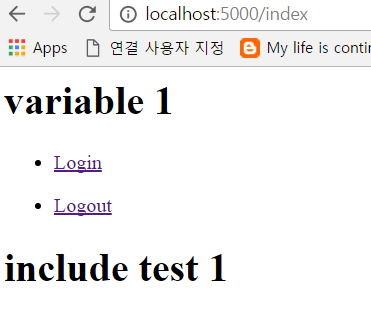 localhost:5000/index
Apps 연결 사용자 지정 My life is contin
variable 1
Login
Logout
include test 1